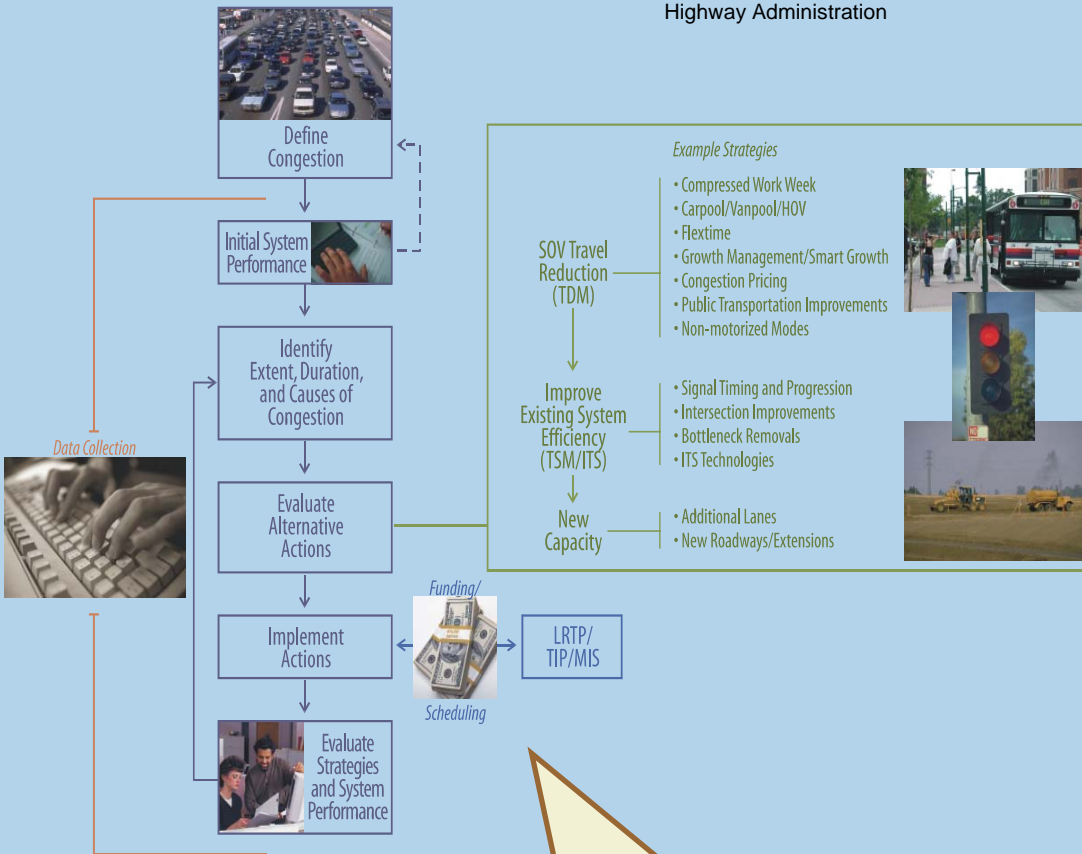 Highway Administration
Define
Congestion
Initial System
Performance
Identify
Extent, Duration,
and Causes of
Congestion
Data Collection
Evaluate
Alternative
Actions
Implement
Actions
Funding/
Scheduling
LRTP/
TIP/MIS
Evaluate
Strategies
and System
Performance
Example Strategies
SOV Travel
Reduction
(TDM)
• Compressed Work Week
• Carpool/Vanpool/HOV
• Flextime
• Growth Management/Smart Growth
• Congestion Pricing
• Public Transportation Improvements
• Non-motorized Modes
Improve
Existing System
Efficiency
(TSM/ITS)
• Signal Timing and Progression
• Intersection Improvements
• Bottleneck Removals
• ITS Technologies
New
Capacity
• Additional Lanes
• New Roadways/Extensions